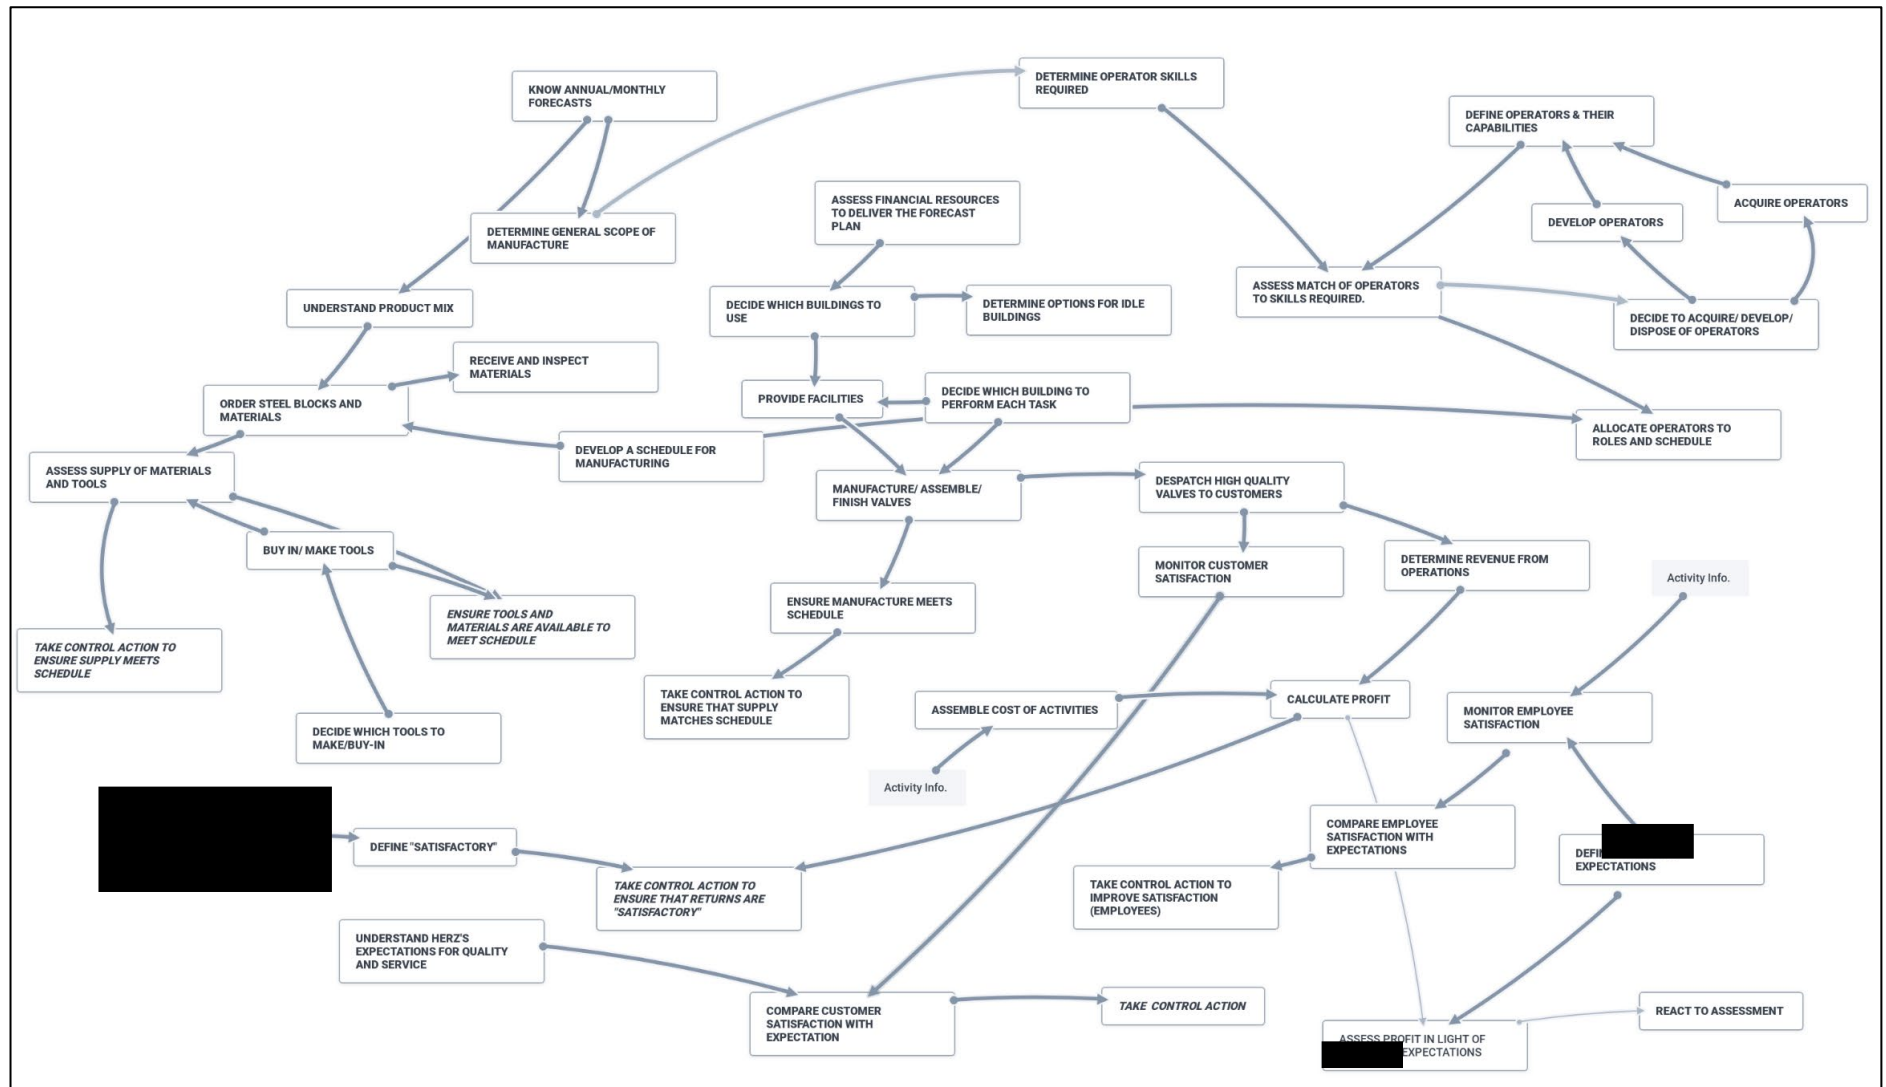 KNOW ANNUAL/MONTHLY
FORECASTS
DETERMINE OPERATOR SKILLS
REQUIRED
DEFINE OPERATORS & THEIR
CAPABILITIES
ASSESS FINANCIAL RESOURCES
TO DELIVER THE FORECAST
PLAN
ACQUIRE OPERATORS
DEVELOP OPERATORS
DETERMINE GENERAL SCOPE OF
MANUFACTURE
UNDERSTAND PRODUCT MIX
DECIDE WHICH BUILDINGS TO
USE
DETERMINE OPTIONS FOR IDLE
BUILDINGS
ASSESS MATCH OF OPERATORS
TO SKILLS REQUIRED.
DECIDE TO ACQUIRE/ DEVELOP/
DISPOSE OF OPERATORS
RECEIVE AND INSPECT
MATERIALS
ORDER STEEL BLOCKS AND
MATERIALS
PROVIDE FACILITIES
DECIDE WHICH BUILDING TO
PERFORM EACH TASK
ALLOCATE OPERATORS TO
ROLES AND SCHEDULE
DEVELOP A SCHEDULE FOR
MANUFACTURING
ASSESS SUPPLY OF MATERIALS
AND TOOLS
MANUFACTURE/ ASSEMBLE/
FINISH VALVES
DESPATCH HIGH QUALITY
VALVES TO CUSTOMERS
BUY IN/ MAKE TOOLS
MONITOR CUSTOMER
SATISFACTION
DETERMINE REVENUE FROM
OPERATIONS
Activity Info.
ENSURE TOOLS AND
MATERIALS ARE AVAILABLE TO
MEET SCHEDULE
ENSURE MANUFACTURE MEETS
SCHEDULE
TAKE CONTROL ACTION TO
ENSURE SUPPLY MEETS
SCHEDULE
TAKE CONTROL ACTION TO
ENSURE THAT SUPPLY
MATCHES SCHEDULE
ASSEMBLE COST OF ACTIVITIES
CALCULATE PROFIT
MONITOR EMPLOYEE
SATISFACTION
DECIDE WHICH TOOLS TO
MAKE/BUY-IN
Activity Info.
DEFINE "SATISFACTORY"
COMPARE EMPLOYEE
SATISFACTION WITH
EXPECTATIONS
EXPECTATIONS
TAKE CONTROL ACTION TO
ENSURE THAT RETURNS ARE
"SATISFACTORY"
TAKE CONTROL ACTION TO
IMPROVE SATISFACTION
(EMPLOYEES)
UNDERSTAND HERZ'S
EXPECTATIONS FOR QUALITY
AND SERVICE
COMPARE CUSTOMER
SATISFACTION WITH
EXPECTATION
TAKE CONTROL ACTION
REACT TO ASSESSMENT
ASSESS PROFIT IN LIGHT OF
EXPECTATIONS